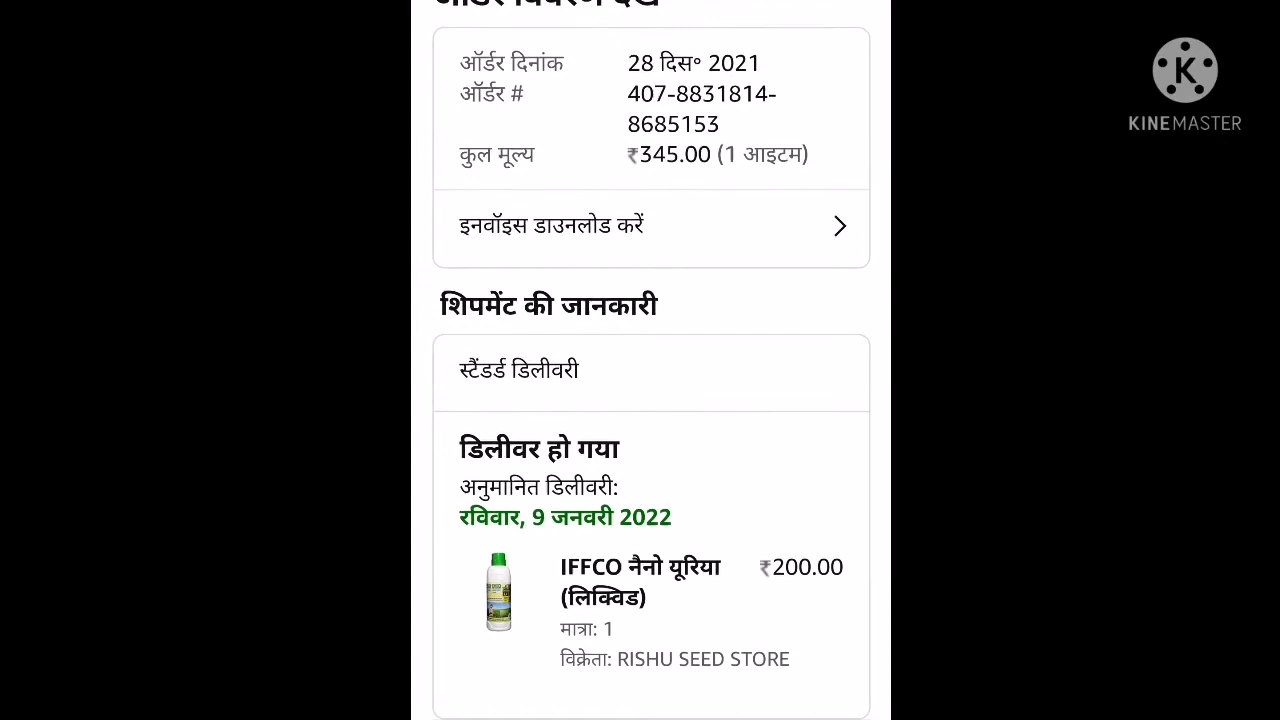 ऑर्डर दिनांक 28 दिस॰ 2021
ऑर्डर # 407-8831814-
8685153
कुल मूल्य ₹345.00 (1 आइटम)
इनवॉइस डाउनलोड करें
शिपमेंट की जानकारी
स्टैंडर्ड डिलीवरी
डिलीवर हो गया
अनुमानित डिलीवरी:
रविवार, 9 जनवरी 2022
IFFCO नैनो यूरिया ₹200.00
(लिक्विड)
मात्रा: 1
विक्रेता: RISHU SEED STORE
K
KINEMASTER